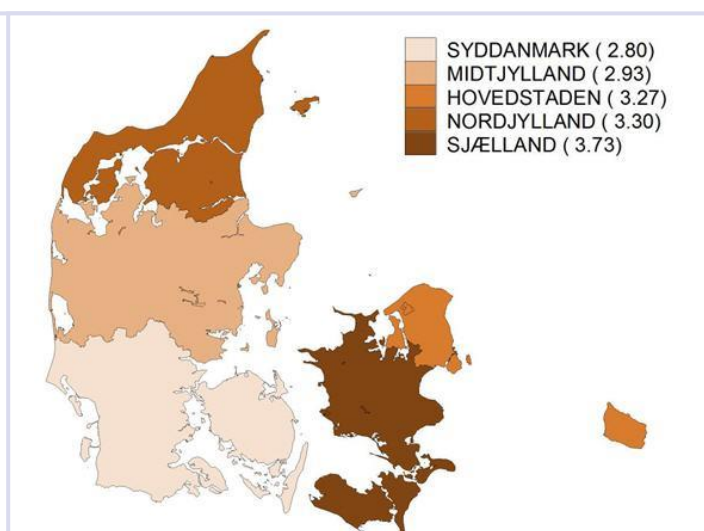 SYDDANMARK ( 2.80)
MIDTJYLLAND ( 2.93)
HOVEDSTADEN ( 3.27)
NORDJYLLAND ( 3.30)
SJÆLLAND ( 3.73)